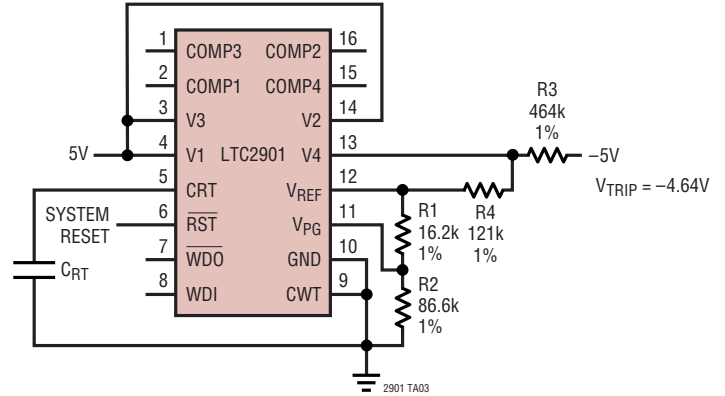 1 COMP3 COMP2 16
2 COMP1 COMP4 15
3 V3 V2 14
5V 4 V1 LTC2901 V4 13
5 CRT VREF 12
SYSTEM RESET 6 RST VPG 11
7 WDO GND 10
8 WDI CWT 9
CRT
R3
464k
1%
–5V
VTRIP = –4.64V
R4
121k
1%
R1
16.2k
1%
R2
86.6k
1%
2901 TA03